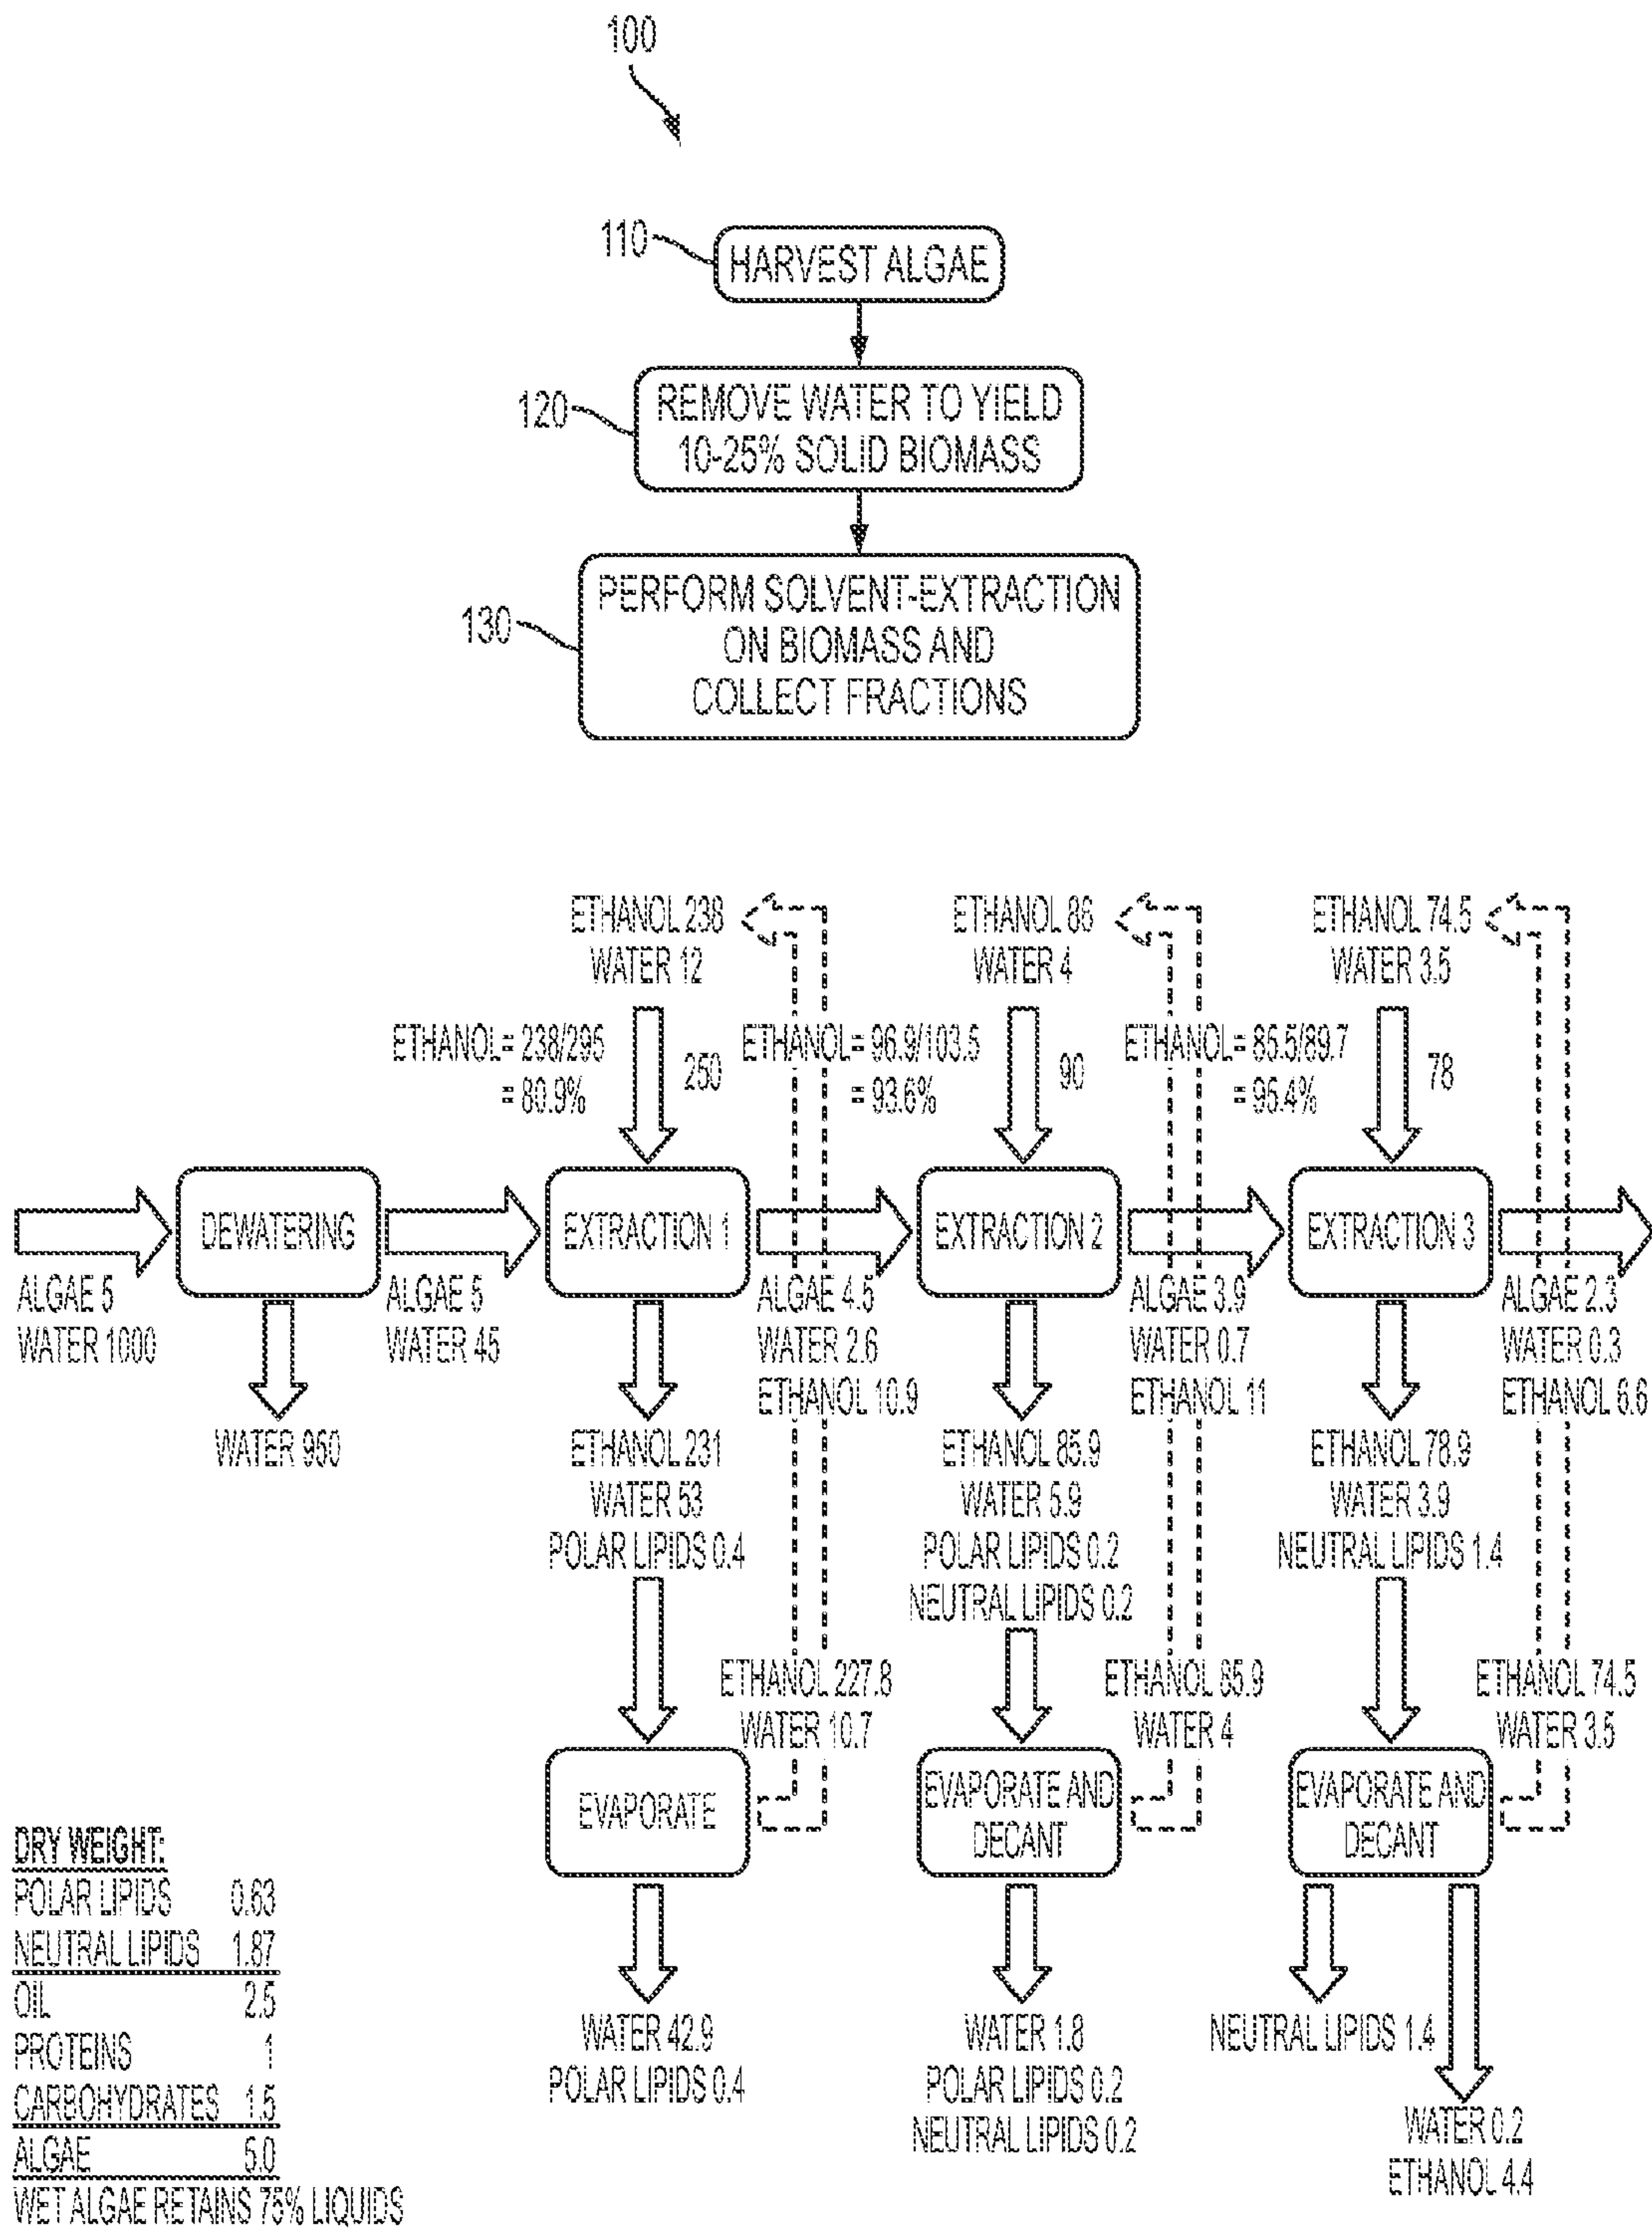 100
110
HARVEST ALGAE
120
REMOVE WATER TO YIELD
10-25% SOLID BIOMASS
130
PERFORM SOLVENT-EXTRACTION
ON BIOMASS AND
COLLECT FRACTIONS
ETHANOL 238
WATER 12
ETHANOL 86
WATER 4
ETHANOL 74.5
WATER 3.5
ETHANOL= 238/295
= 80.9%
250
ETHANOL= 96.9/103.5
= 93.6%
90
ETHANOL= 85.5/89.7
= 95.4%
78
DEWATERING
EXTRACTION 1
EXTRACTION 2
EXTRACTION 3
ALGAE 5
WATER 1000
ALGAE 5
WATER 45
ALGAE 4.5
WATER 2.6
ETHANOL 10.9
ALGAE 3.9
WATER 0.7
ETHANOL 11
ALGAE 2.3
WATER 0.3
ETHANOL 6.6
WATER 950
ETHANOL 231
WATER 53
POLAR LIPIDS 0.4
ETHANOL 85.9
WATER 5.9
POLAR LIPIDS 0.2
NEUTRAL LIPIDS 0.2
ETHANOL 78.9
WATER 3.9
NEUTRAL LIPIDS 1.4
ETHANOL 227.8
WATER 10.7
ETHANOL 85.9
WATER 4
ETHANOL 74.5
WATER 3.5
EVAPORATE
EVAPORATE AND
DECANT
EVAPORATE AND
DECANT
WATER 42.9
POLAR LIPIDS 0.4
WATER 1.8
POLAR LIPIDS 0.2
NEUTRAL LIPIDS 0.2
NEUTRAL LIPIDS 1.4
WATER 0.2
ETHANOL 4.4
DRY WEIGHT:
POLAR LIPIDS 0.63
NEUTRAL LIPIDS 1.87
OIL 2.5
PROTEINS 1
CARBOHYDRATES 1.5
ALGAE 5.0
WET ALGAE RETAINS 75% LIQUIDS